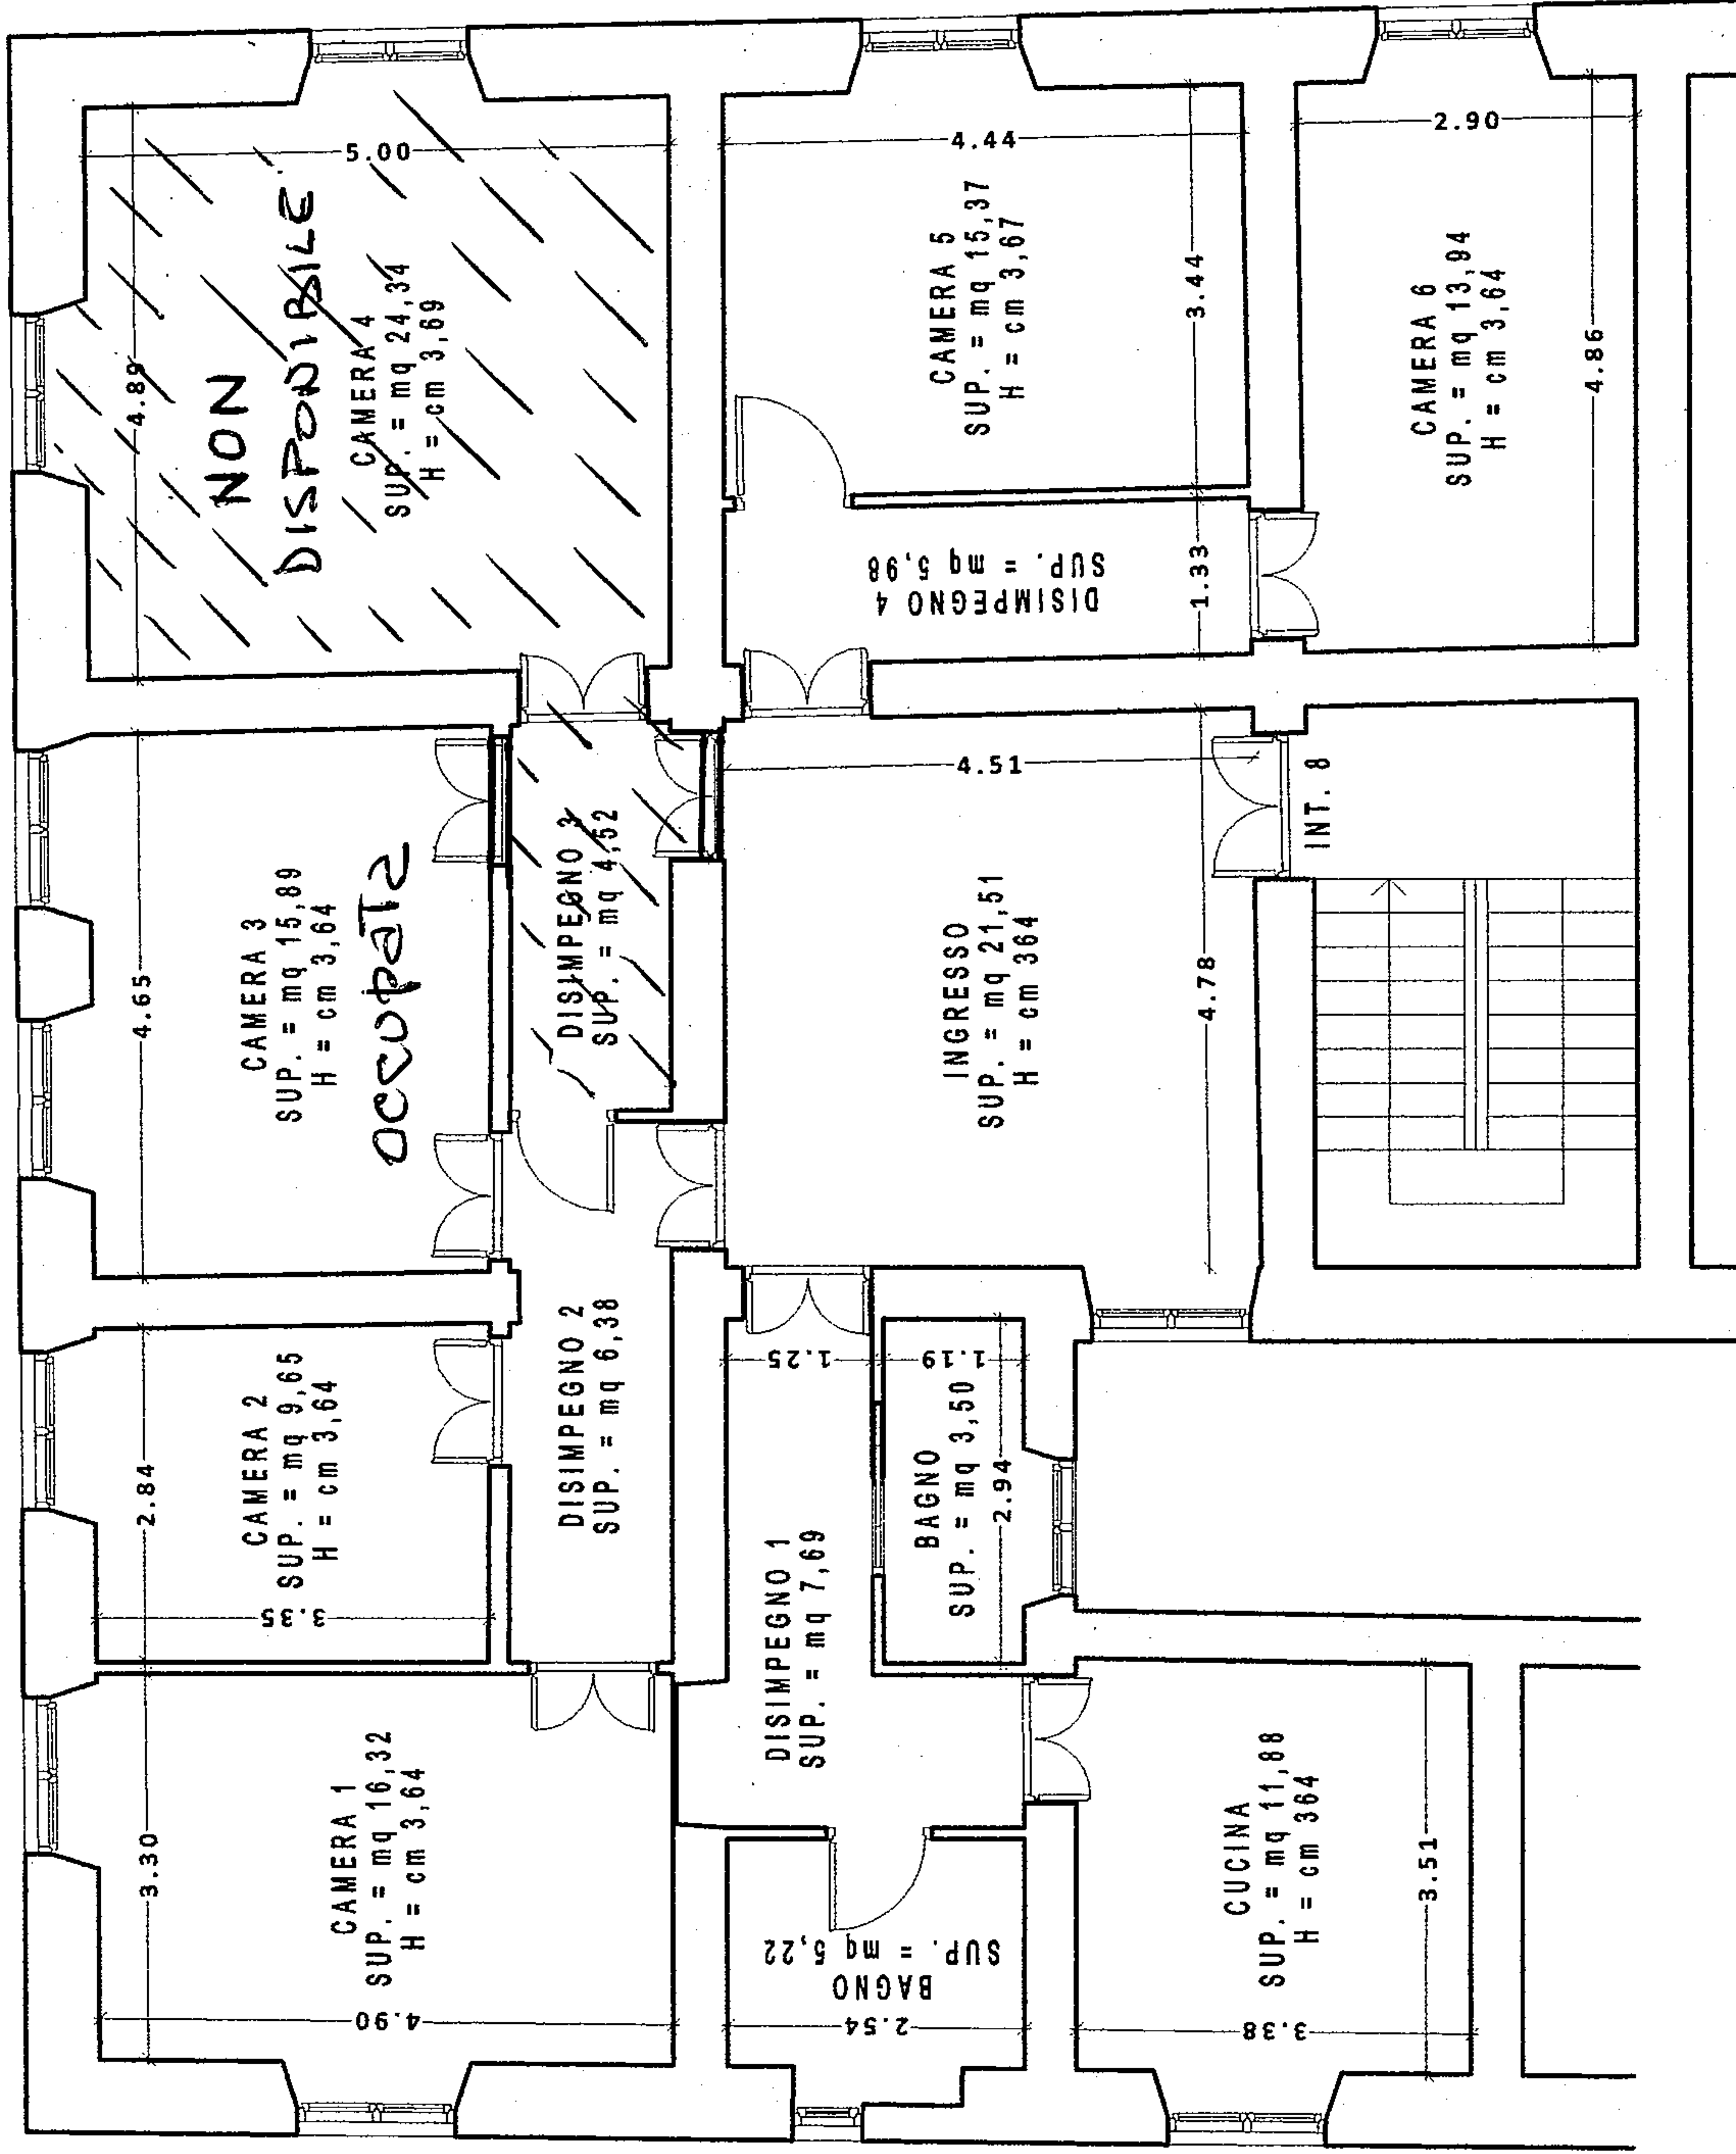 CAMERA 1
SUP. = mq 16,32
H = cm 3,64
3.30
4.90
CAMERA 2
SUP. = mq 9,65
H = cm 3,64
2.84
3.35
CAMERA 3
SUP. = mq 15,89
H = cm 3,64
4.65
OCCUPATA
NON
DISPONIBILE
CAMERA 4
SUP. = mq 24,34
H = cm 3,69
4.89
5.00
BAGNO
SUP. = mq 5,22
2.54
DISIMPEGNO 1
SUP. = mq 7,69
1.25
DISIMPEGNO 2
SUP. = mq 6,38
DISIMPEGNO 3
SUP. = mq 4,52
BAGNO
SUP. = mq 3,50
2.94
1.19
INGRESSO
SUP. = mq 21,51
H = cm 364
4.51
4.78
DISIMPEGNO 4
SUP. = mq 5,98
1.33
CAMERA 5
SUP. = mq 15,37
H = cm 3,67
4.44
3.44
CUCINA
SUP. = mq 11,88
H = cm 364
3.38
3.51
INT. 8
CAMERA 6
SUP. = mq 13,94
H = cm 3,64
2.90
4.86